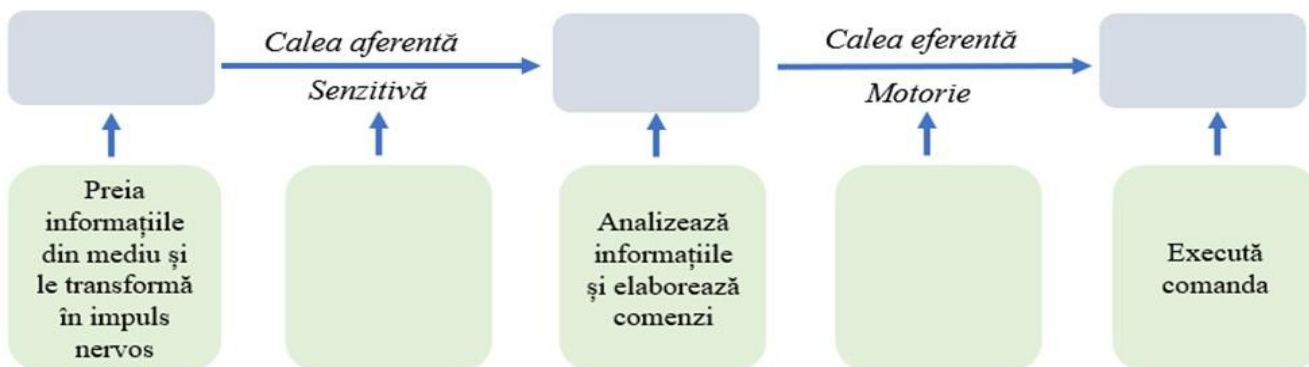 Calea aferentă
Senzitivă
Calea eferentă
Motorie
Preia
informațiile
din mediu și
le transformă
în impuls
nervos
Analizează
informațiile
și elaborează
comenzi
Execută
comanda